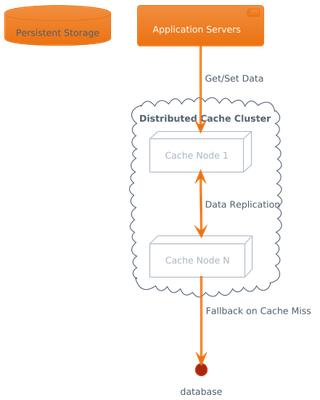 Persistent Storage
Application Servers
Get/Set Data
Distributed Cache Cluster
Cache Node 1
Data Replication
Cache Node N
Fallback on Cache Miss
database